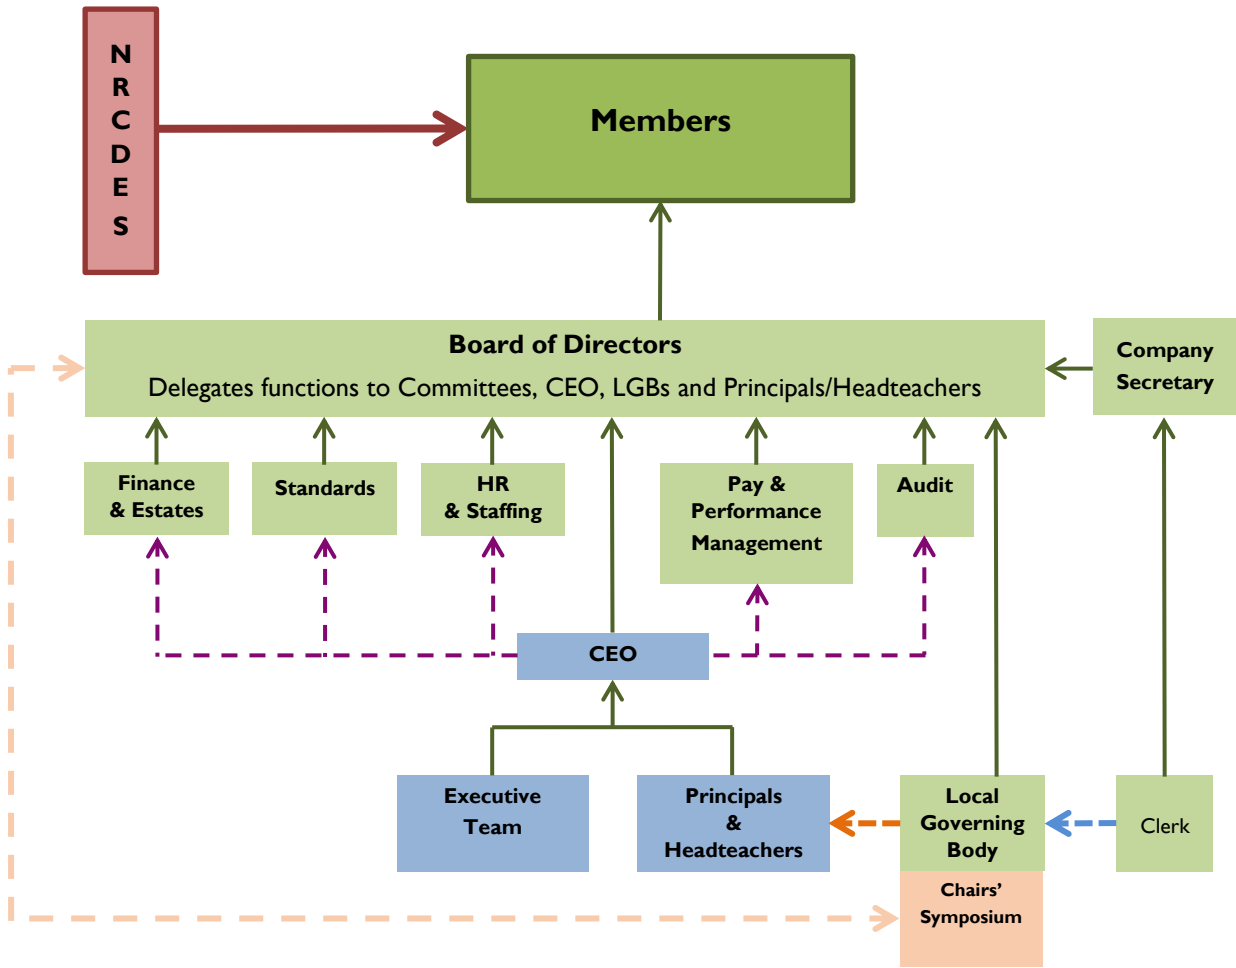 N
R
C
D
E
S
Members
Board of Directors
Delegates functions to Committees, CEO, LGBs and Principals/Headteachers
Company
Secretary
Finance
& Estates
Standards
HR
& Staffing
Pay &
Performance
Management
Audit
CEO
Executive
Team
Principals
&
Headteachers
Local
Governing
Body
Clerk
Chairs'
Symposium